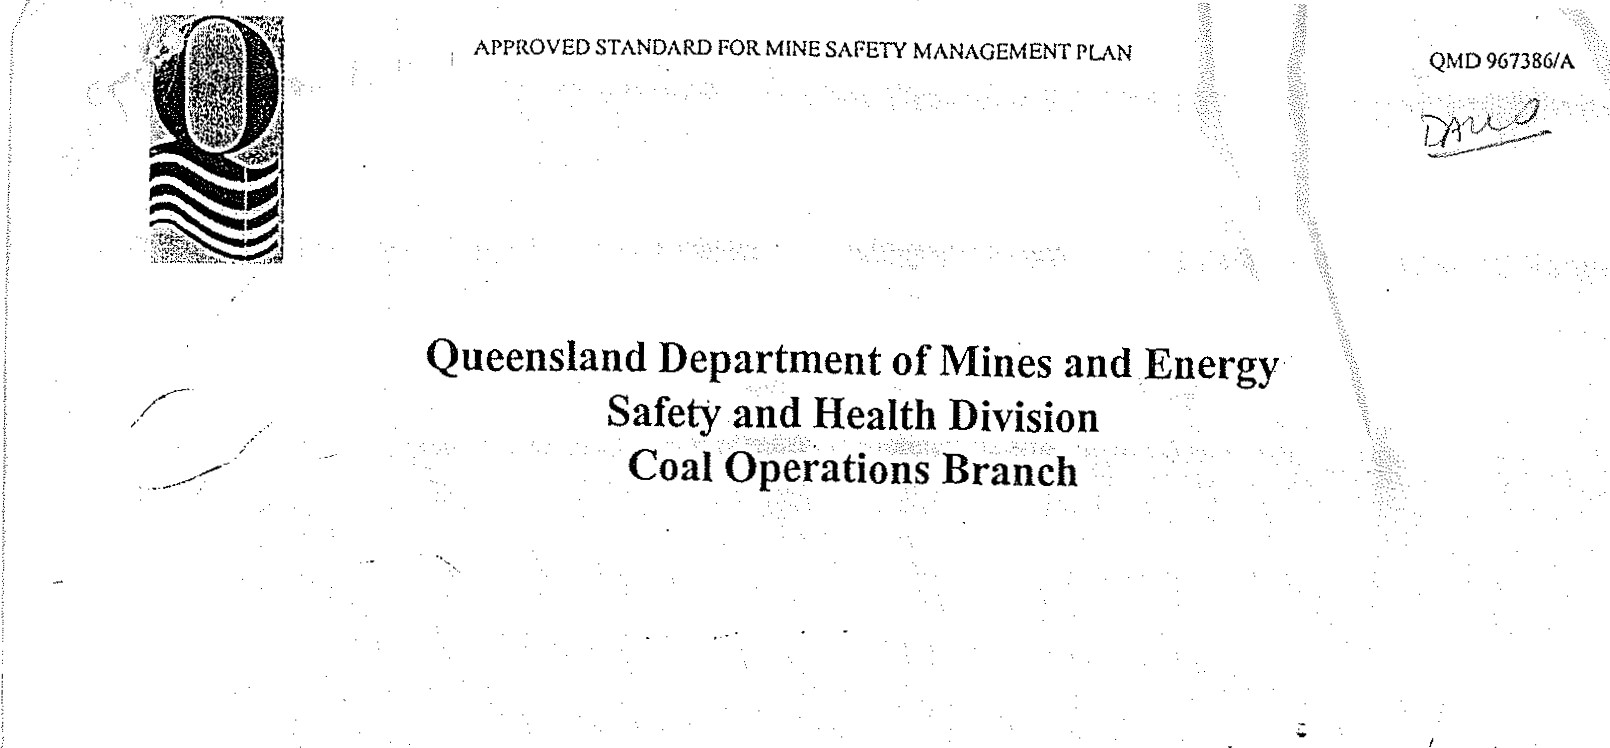 APPROVED STANDARD FOR MINE SAFETY MANAGEMENT PLAN
QMD 967386/A
Queensland Department of Mines and Energy
Safety and Health Division
Coal Operations Branch